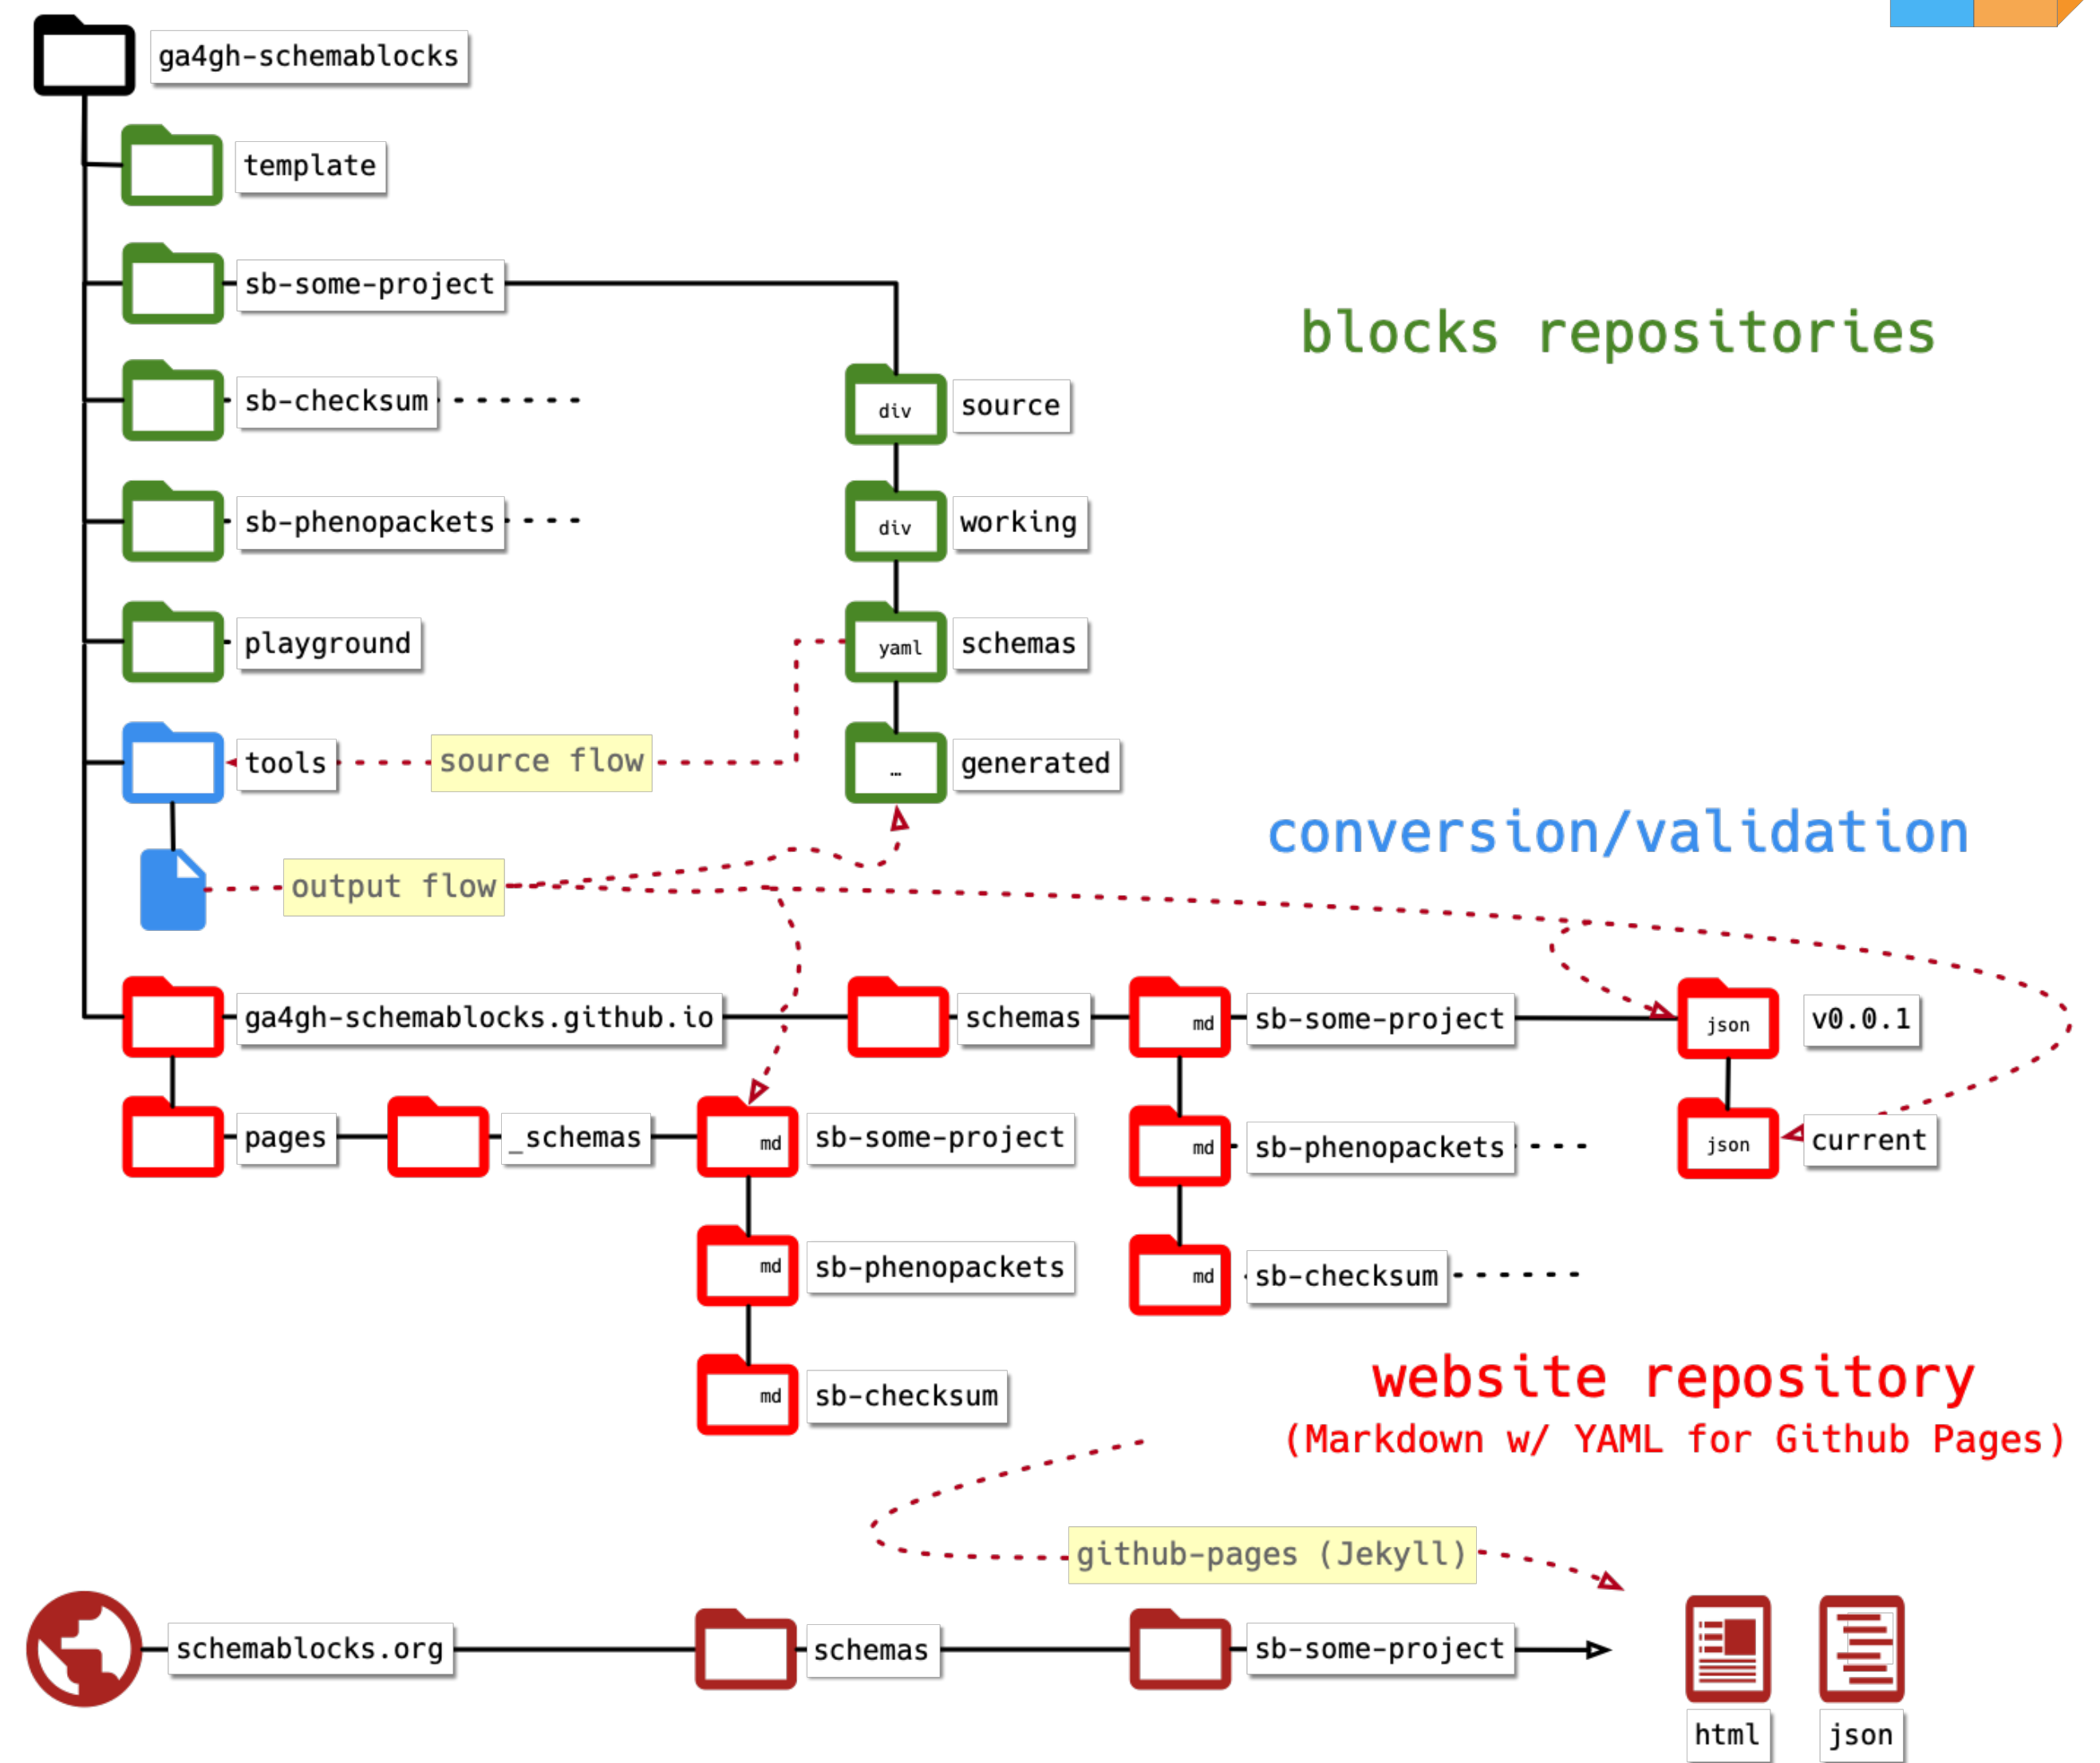 ga4gh-schemablocks
template
sb-some-project
blocks repositories
sb-checksum
div
source
sb-phenopackets
div
working
playground
yaml
schemas
tools
source flow
…
generated
conversion/validation
output flow
ga4gh-schemablocks.github.io
schemas
md
sb-some-project
json
v0.0.1
pages
_schemas
md
sb-some-project
md
sb-phenopackets
json
current
md
sb-phenopackets
md
sb-checksum
md
sb-checksum
website repository
(Markdown w/ YAML for Github Pages)
github-pages (Jekyll)
schemablocks.org
schemas
sb-some-project
html
json